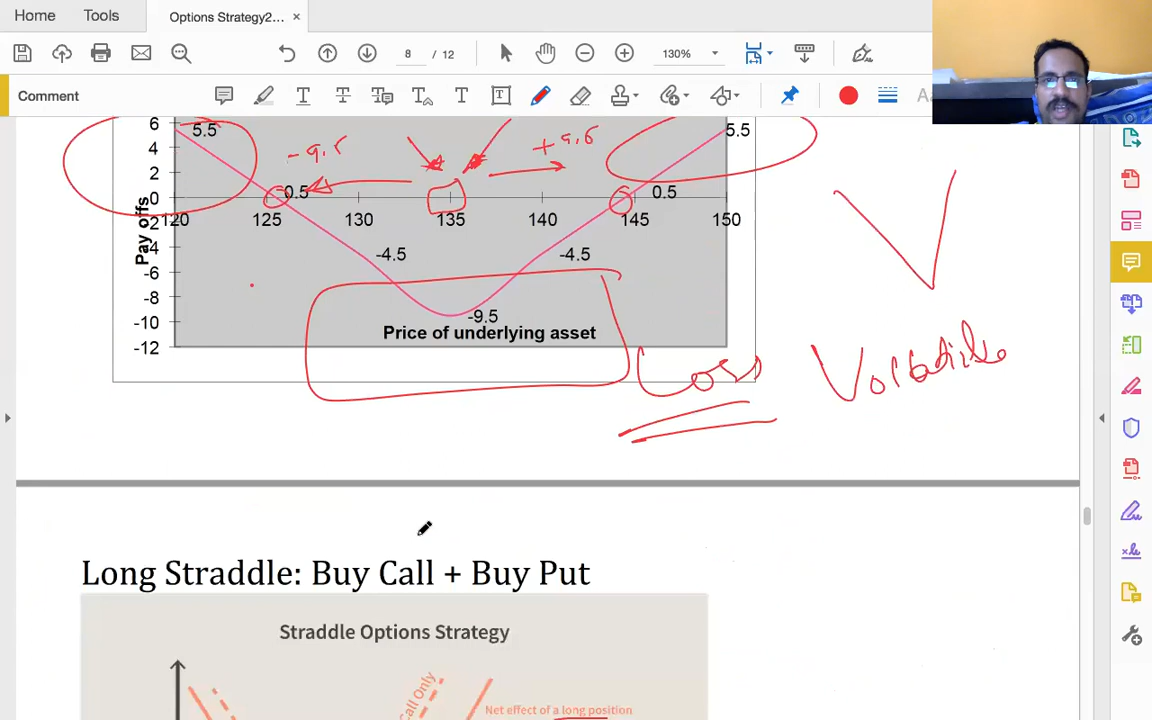 Home Tools Options Strategy2... ×
8 / 12 130%
Comment
6 5.5 5.5
-9.5 +9.5
4
2
0 0.5 0.5
120 125 130 135 140 145 150
2
4 -4.5 -4.5
-6
-8
-10 -9.5
-12
Pay offs
Price of underlying asset
Loss
Volatile
Long Straddle: Buy Call + Buy Put
Straddle Options Strategy
Call Only
Net effect of a long position